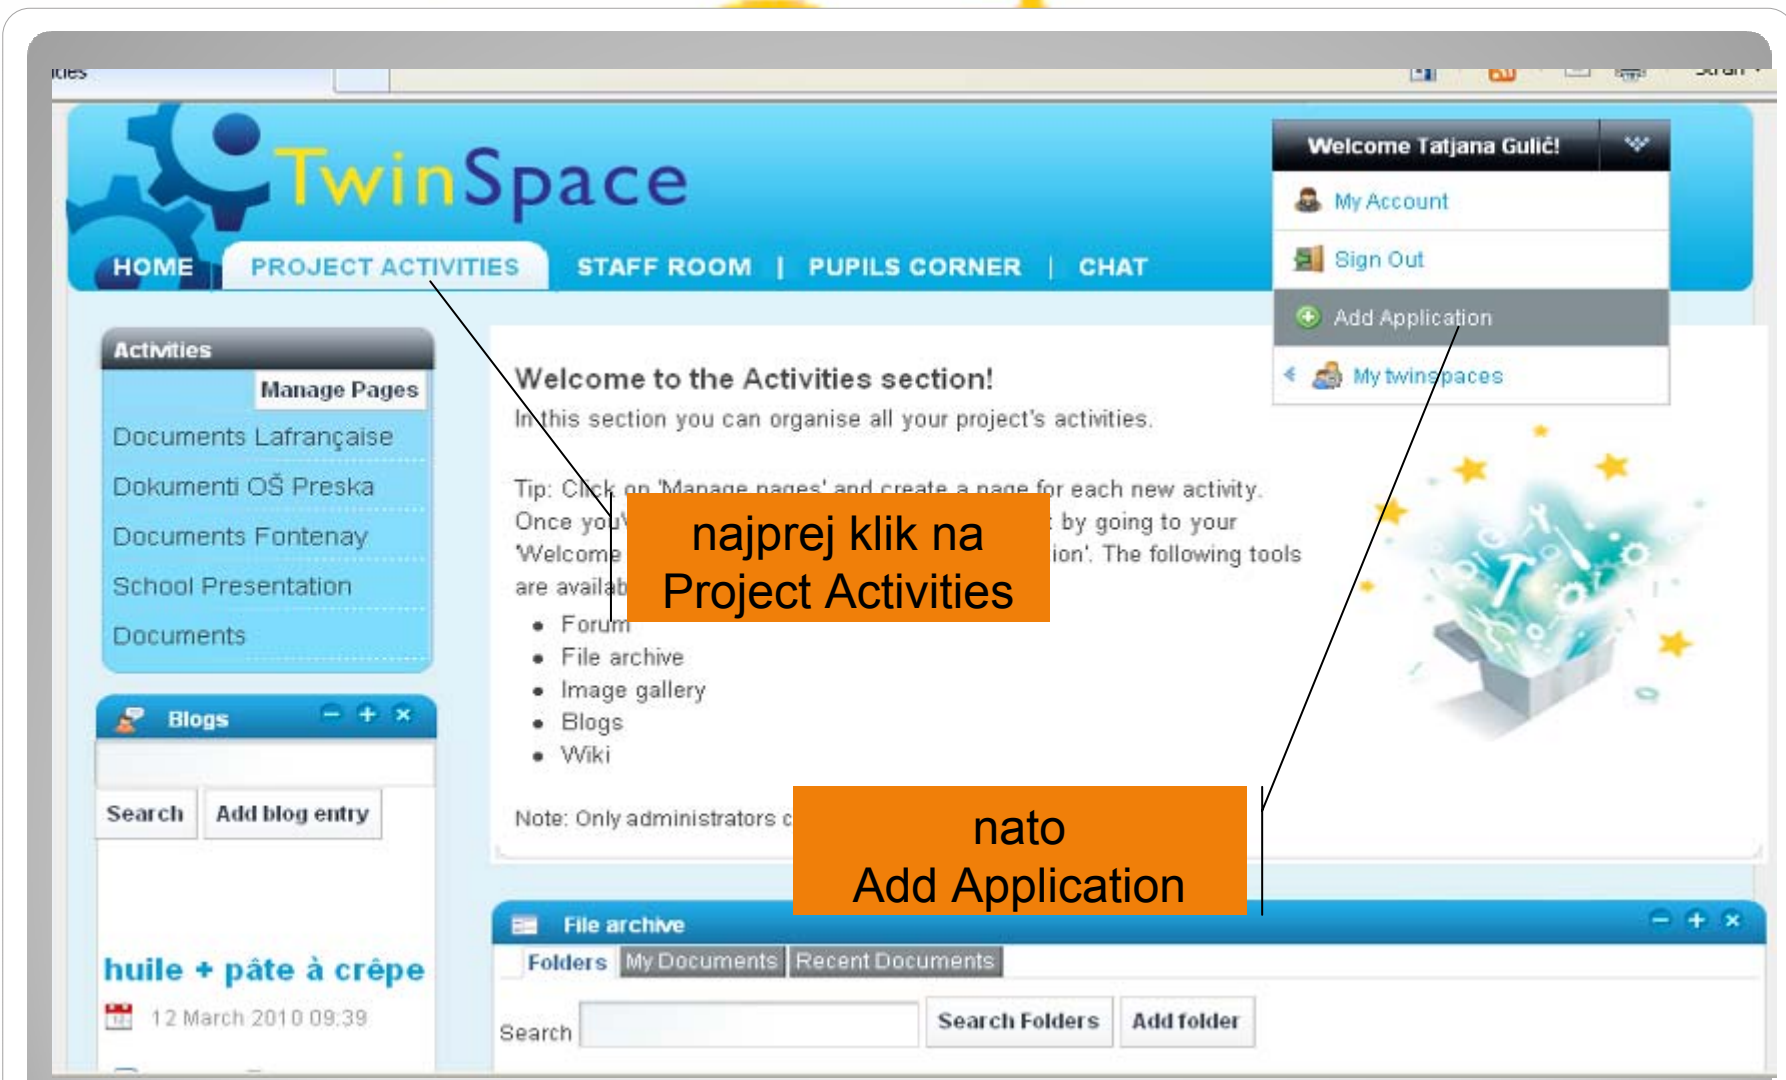 TwinSpace
Welcome Tatjana Gulič!
My Account
Sign Out
Add Application
My twinspaces
HOME
PROJECT ACTIVITIES
STAFF ROOM | PUPILS CORNER | CHAT
Activities
Manage Pages
Documents Lafrançaise
Dokumenti OŠ Preska
Documents Fontenay
School Presentation
Documents
Welcome to the Activities section!
In this section you can organise all your project's activities.
Tip: Click on 'Manage pages' and create a page for each new activity.
Once by going to your
'Welcome The following tools
are
Forum
File archive
Image gallery
Blogs
Wiki
Note: Only administrators
najprej klik na
Project Activities
nato
Add Application
Blogs
Search
Add blog entry
huile + pâte à crêpe
12 March 2010 09:39
File archive
Folders My Documents Recent Documents
Search
Search Folders
Add folder